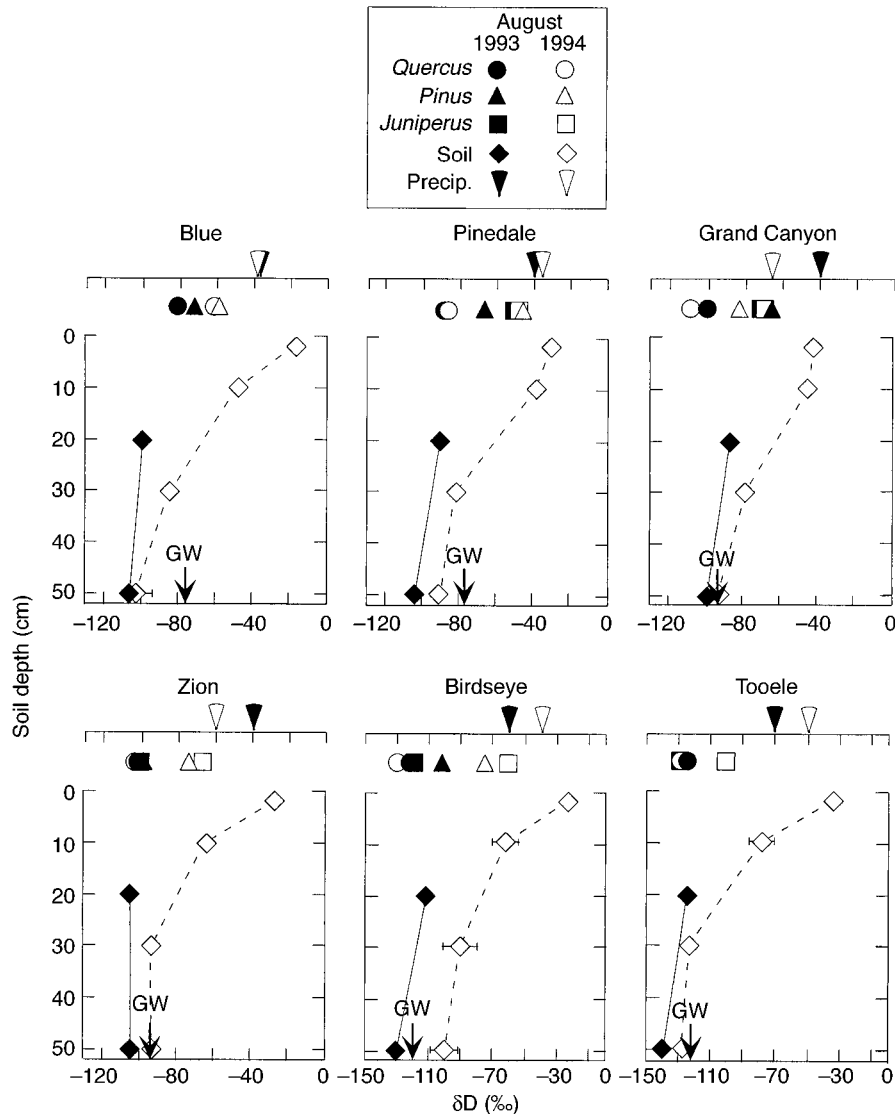 August
1993 1994
Quercus
Pinus
Juniperus
Soil
Precip.
Blue Pinedale Grand Canyon
0
10
20
30
40
50
GW GW GW
−120 −80 −40 0 −120 −80 −40 0 −120 −80 −40 0
Soil depth (cm)
Zion Birdseye Tooele
0
10
20
30
40
50
GW GW GW
−120 −80 −40 0 −150 −110 −70 −30 −150 −110 −70 −30 0
δD (‰)